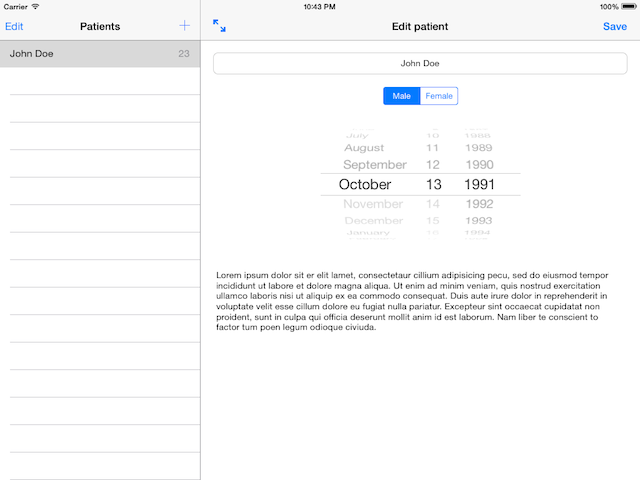 Carrier 10:43 PM 100%
Edit Patients + Edit patient Save
John Doe 23
John Doe
Male Female
July 10 1988
August 11 1989
September 12 1990
October 13 1991
November 14 1992
December 15 1993
January 16 1994
Lorem ipsum dolor sit er elit lamet, consectetaur cillium adipisicing pecu, sed do eiusmod tempor
incididunt ut labore et dolore magna aliqua. Ut enim ad minim veniam, quis nostrud exercitation
ullamco laboris nisi ut aliquip ex ea commodo consequat. Duis aute irure dolor in reprehenderit in
voluptate velit esse cillum dolore eu fugiat nulla pariatur. Excepteur sint occaecat cupidatat non
proident, sunt in culpa qui officia deserunt mollit anim id est laborum. Nam liber te conscient to
factor tum poen legum odioque civiuda.